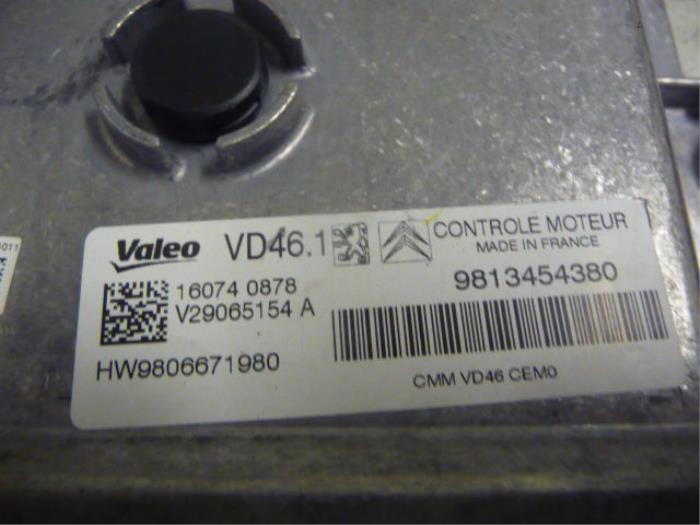 Valeo VD46.1 CONTROLE MOTEUR
MADE IN FRANCE
9813454380
16074 0878
V29065154 A
HW9806671980
CMM VD46 CEM0